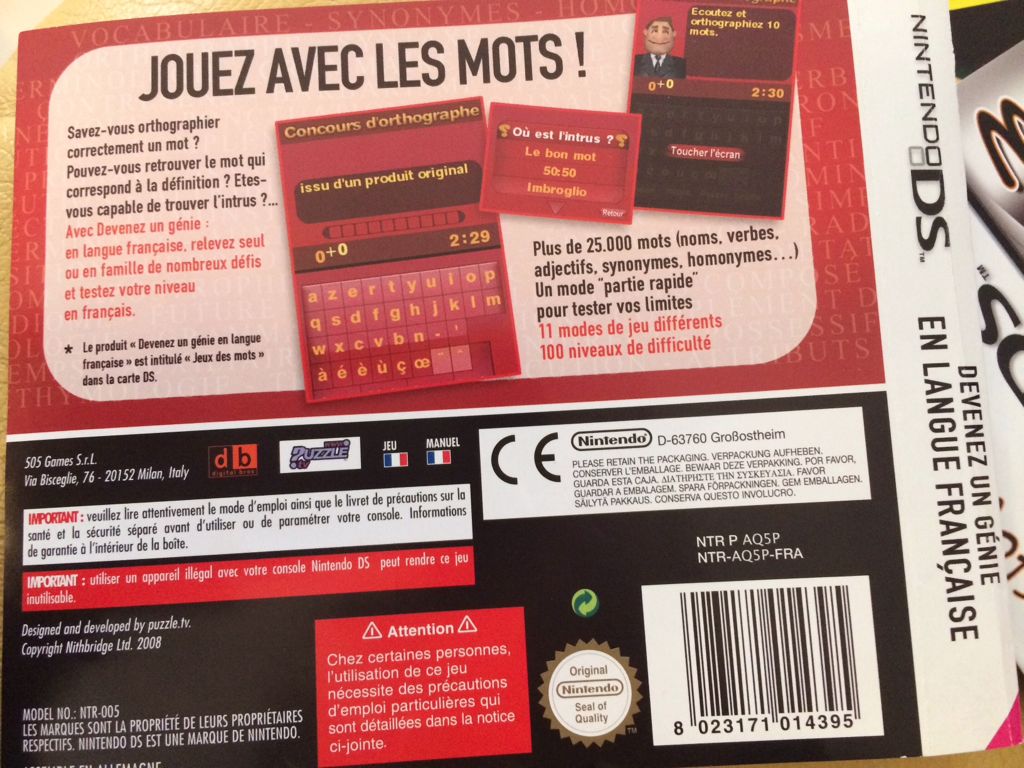 VOCABULAIRE - SYNONYMES - HOMO
JOUEZ AVEC LES MOTS !
Savez-vous orthographier
correctement un mot ?
Pouvez-vous retrouver le mot qui
correspond à la définition ? Etes-
vous capable de trouver l'intrus ?...
Avec Devenez un génie :
en langue française, relevez seul
ou en famille de nombreux défis
et testez votre niveau
en français.
* Le produit « Devenez un génie en langue
française » est intitulé « Jeux des mots »
dans la carte DS.
Concours d'orthographe
issu d'un produit original
0+0 2:29
a z e r t y u i o p
q s d f g h j k l m
w x c v b n - '
à é è ù ç œ ^ ¨
Où est l'intrus ?
Le bon mot
50:50
Imbroglio
Retour
Ecoutez et
orthographiez 10
mots.
0+0 2:30
Toucher l'écran
Plus de 25.000 mots (noms, verbes,
adjectifs, synonymes, homonymes...)
Un mode "partie rapide"
pour tester vos limites
11 modes de jeu différents
100 niveaux de difficulté
505 Games S.r.l.
Via Bisceglie, 76 - 20152 Milan, Italy
db
digital bros
PUZZLE
.TV
JEU
MANUEL
IMPORTANT : veuillez lire attentivement le mode d'emploi ainsi que le livret de précautions sur la
santé et la sécurité séparé avant d'utiliser ou de paramétrer votre console. Informations
de garantie à l'intérieur de la boîte.
IMPORTANT : utiliser un appareil illégal avec votre console Nintendo DS peut rendre ce jeu
inutilisable.
Designed and developed by puzzle.tv.
Copyright Nithbridge Ltd. 2008
MODEL NO.: NTR-005
LES MARQUES SONT LA PROPRIÉTÉ DE LEURS PROPRIÉTAIRES
RESPECTIFS. NINTENDO DS EST UNE MARQUE DE NINTENDO.
ASSEMBLÉ EN ALLEMAGNE
Attention
Chez certaines personnes,
l'utilisation de ce jeu
nécessite des précautions
d'emploi particulières qui
sont détaillées dans la notice
ci-jointe.
CE Nintendo D-63760 Großostheim
PLEASE RETAIN THE PACKAGING. VERPACKUNG AUFHEBEN.
CONSERVER L'EMBALLAGE. BEWAAR DEZE VERPAKKING. POR FAVOR,
GUARDA ESTA CAJA. ΔΙΑΤΗΡΗΣΤΕ ΤΗΝ ΣΥΣΚΕΥΑΣΙΑ. FAVOR
GUARDAR A EMBALAGEM. SPARA FÖRPACKNINGEN. GEM EMBALLAGEN.
SÄILYTÄ PAKKAUS. CONSERVA QUESTO INVOLUCRO.
NTR P AQ5P
NTR-AQ5P-FRA
Original
Nintendo
Seal of
Quality
TM
8 023171 014395
NINTENDO DS
TM
DEVENEZ UN GÉNIE
EN LANGUE FRANÇAISE